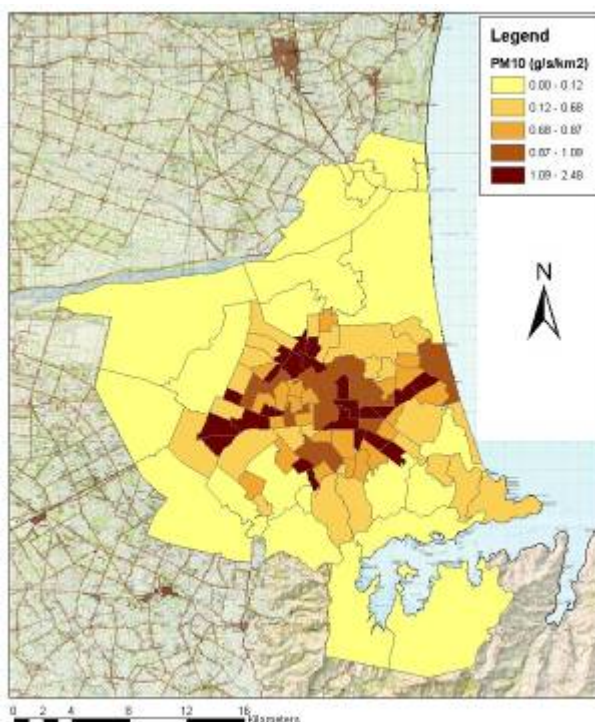 Legend
PM10 (g/s/km2)
0.00 - 0.12
0.12 - 0.68
0.68 - 0.87
0.87 - 1.09
1.09 - 2.48
N
0 2 4 8 12 16
Kilometers